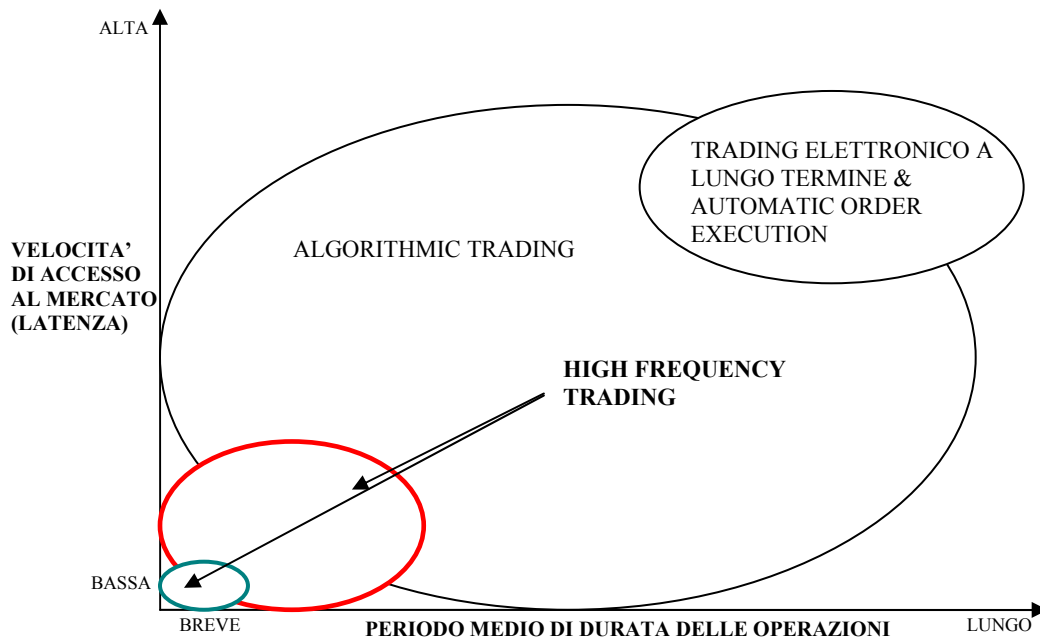 ALTA
TRADING ELETTRONICO A
LUNGO TERMINE &
AUTOMATIC ORDER
EXECUTION
ALGORITHMIC TRADING
VELOCITA’
DI ACCESSO
AL MERCATO
(LATENZA)
HIGH FREQUENCY
TRADING
BASSA
BREVE
PERIODO MEDIO DI DURATA DELLE OPERAZIONI
LUNGO